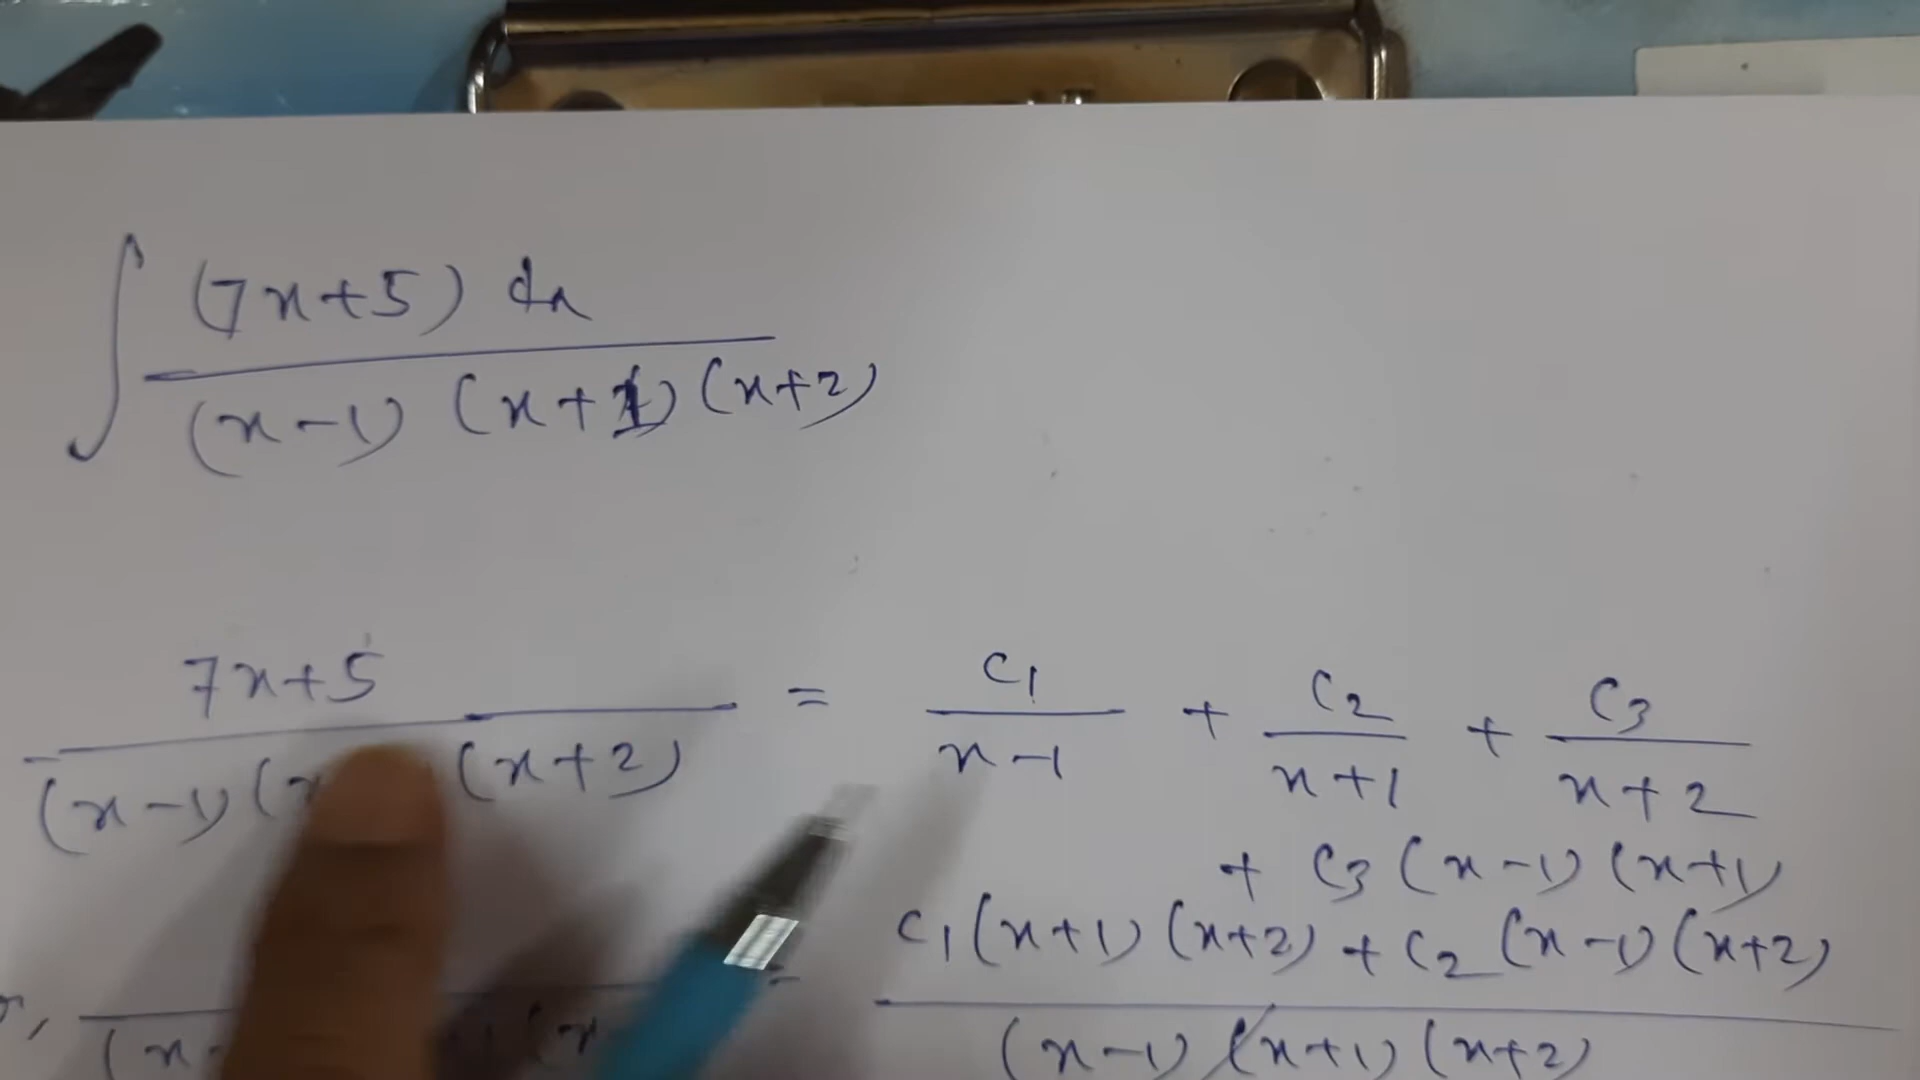 ∫ (7x+5) dx
(x-1) (x+1) (x+2)
7x+5 = C1 + C2 + C3
(x-1) ( (x+2) x-1 x+1 x+2
+ C3 (x-1) (x+1)
= C1 (x+1) (x+2) + C2 (x-1) (x+2)
(x-1) (x+1) (x+2)